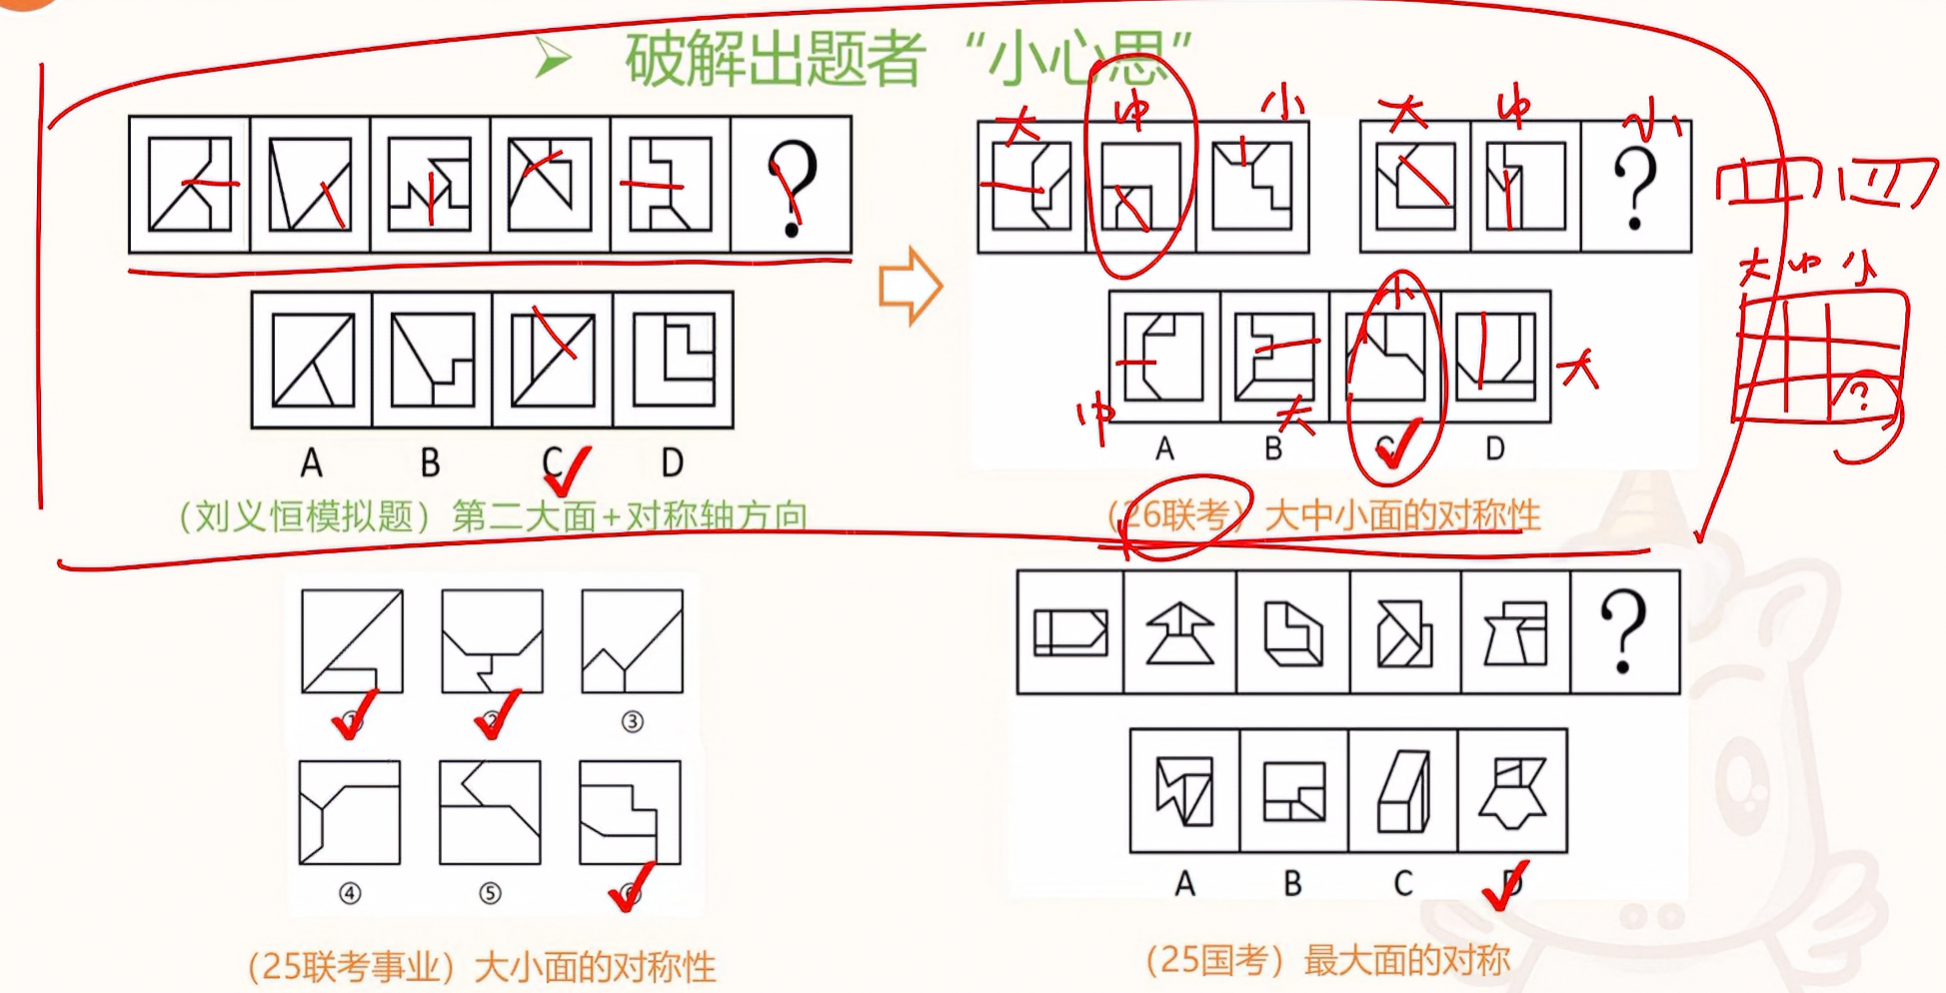 ➢ 破解出题者“小心思”
大 中 小 大 中 小
?
?
大 中 小
?
小
中 大 大
A B C D
A B C D
（刘义恒模拟题）第二大面+对称轴方向
（26联考）大中小面的对称性
① ② ③
?
④ ⑤ ⑥
A B C D
（25联考事业）大小面的对称性
（25国考）最大面的对称